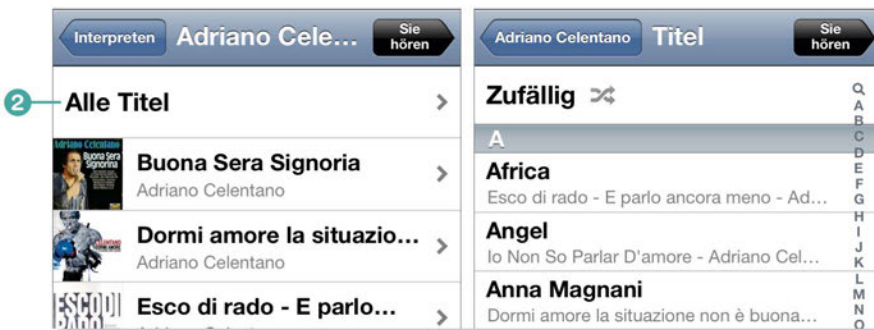 Interpreten
Adriano Cele...
Sie
hören
2
Alle Titel
Adriano Celentano
Buona Sera
Signorina
Buona Sera Signoria
Adriano Celentano
Dormi amore la situazio...
Adriano Celentano
ESCODI
RADO
Esco di rado - E parlo...
Adriano Celentano
Titel
Sie
hören
Zufällig
A
Africa
Esco di rado - E parlo ancora meno - Ad...
Angel
Io Non So Parlar D'amore - Adriano Cel...
Anna Magnani
Dormi amore la situazione non è buona...
A
B
C
D
E
F
G
H
I
J
K
L
M
N
O